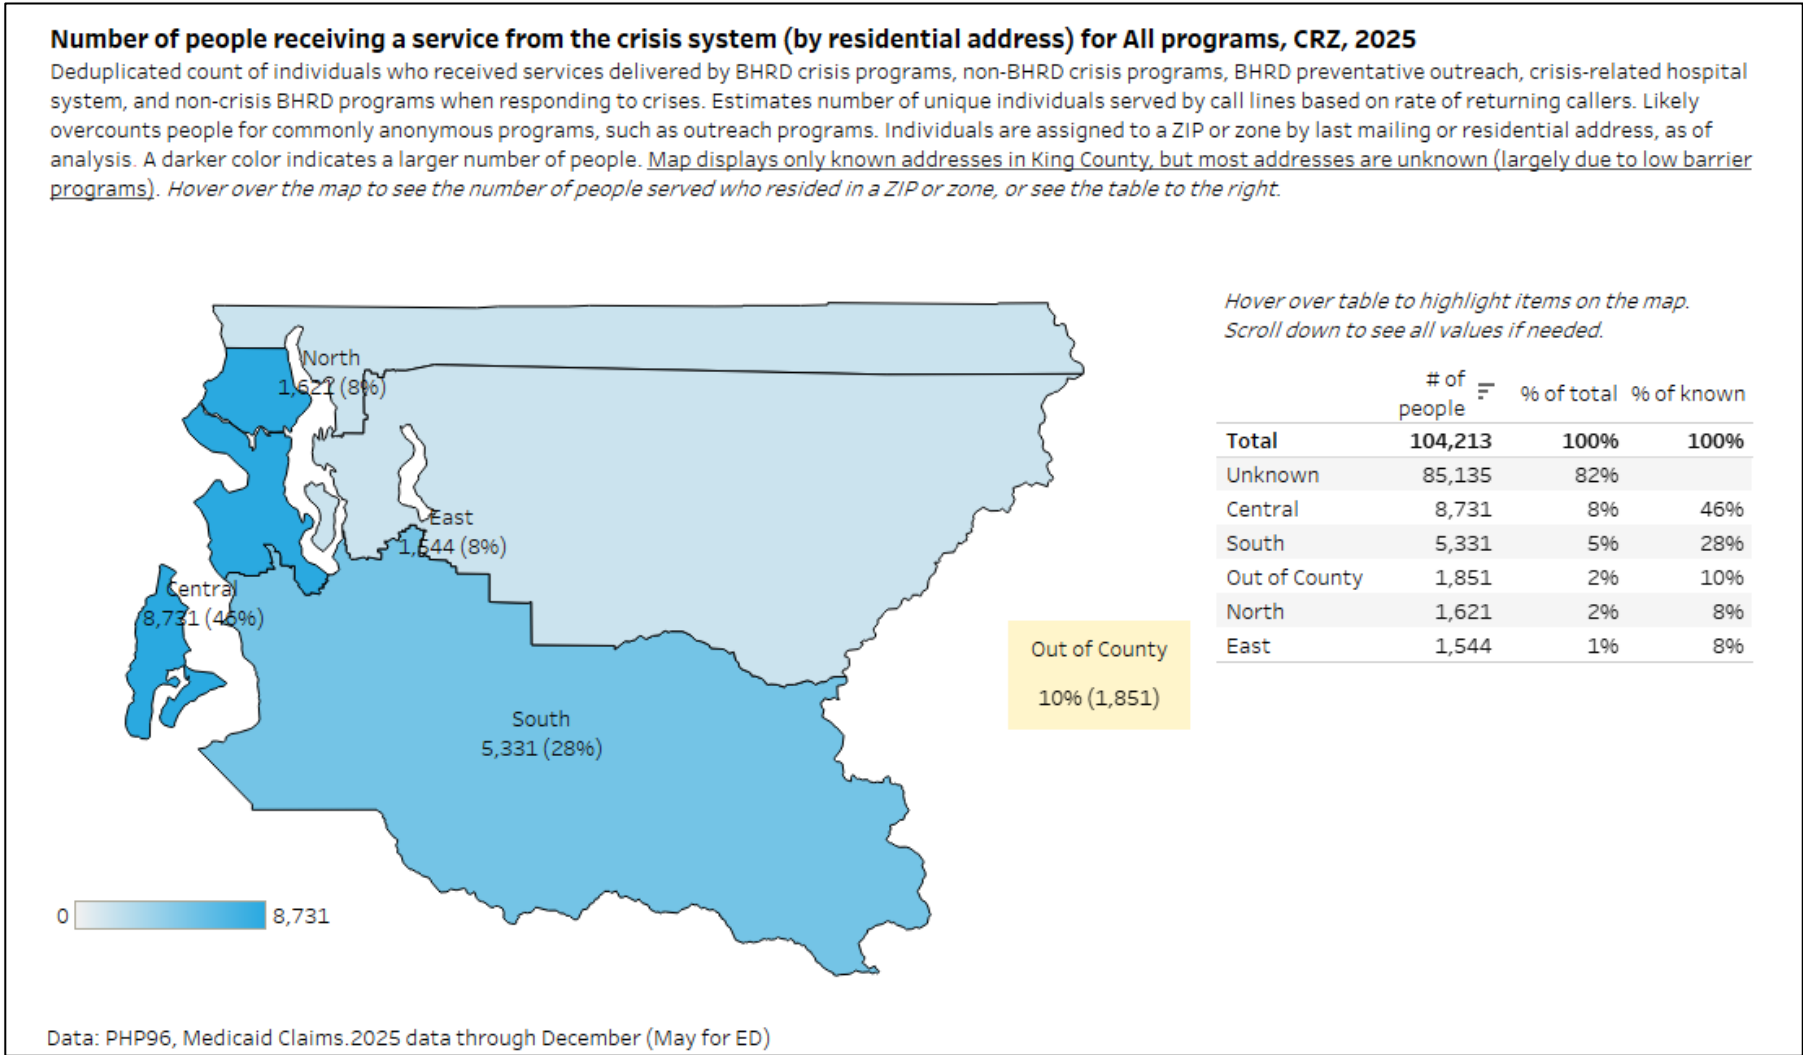 Number of people receiving a service from the crisis system (by residential address) for All programs, CRZ, 2025
Deduplicated count of individuals who received services delivered by BHRD crisis programs, non-BHRD crisis programs, BHRD preventative outreach, crisis-related hospital
system, and non-crisis BHRD programs when responding to crises. Estimates number of unique individuals served by call lines based on rate of returning callers. Likely
overcounts people for commonly anonymous programs, such as outreach programs. Individuals are assigned to a ZIP or zone by last mailing or residential address, as of
analysis. A darker color indicates a larger number of people. Map displays only known addresses in King County, but most addresses are unknown (largely due to low barrier
programs). Hover over the map to see the number of people served who resided in a ZIP or zone, or see the table to the right.
North
1,621 (8%)
East
1,544 (8%)
Central
8,731 (46%)
South
5,331 (28%)
Out of County
10% (1,851)
0 8,731
Hover over table to highlight items on the map.
Scroll down to see all values if needed.
# of people % of total % of known
Total 104,213 100% 100%
Unknown 85,135 82%
Central 8,731 8% 46%
South 5,331 5% 28%
Out of County 1,851 2% 10%
North 1,621 2% 8%
East 1,544 1% 8%
Data: PHP96, Medicaid Claims.2025 data through December (May for ED)